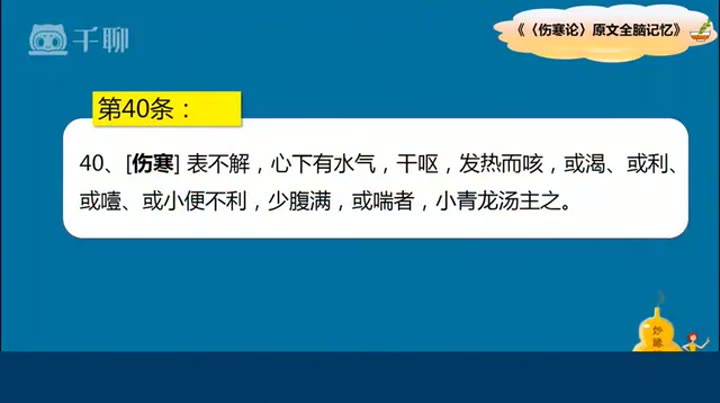 千聊
《〈伤寒论〉原文全脑记忆》
第40条：
40、[伤寒] 表不解，心下有水气，干呕，发热而咳，或渴、或利、
或噎、或小便不利，少腹满，或喘者，小青龙汤主之。